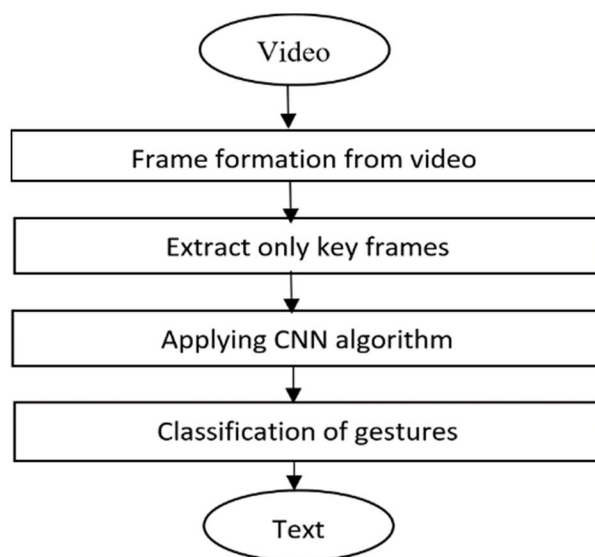 Video
Frame formation from video
Extract only key frames
Applying CNN algorithm
Classification of gestures
Text